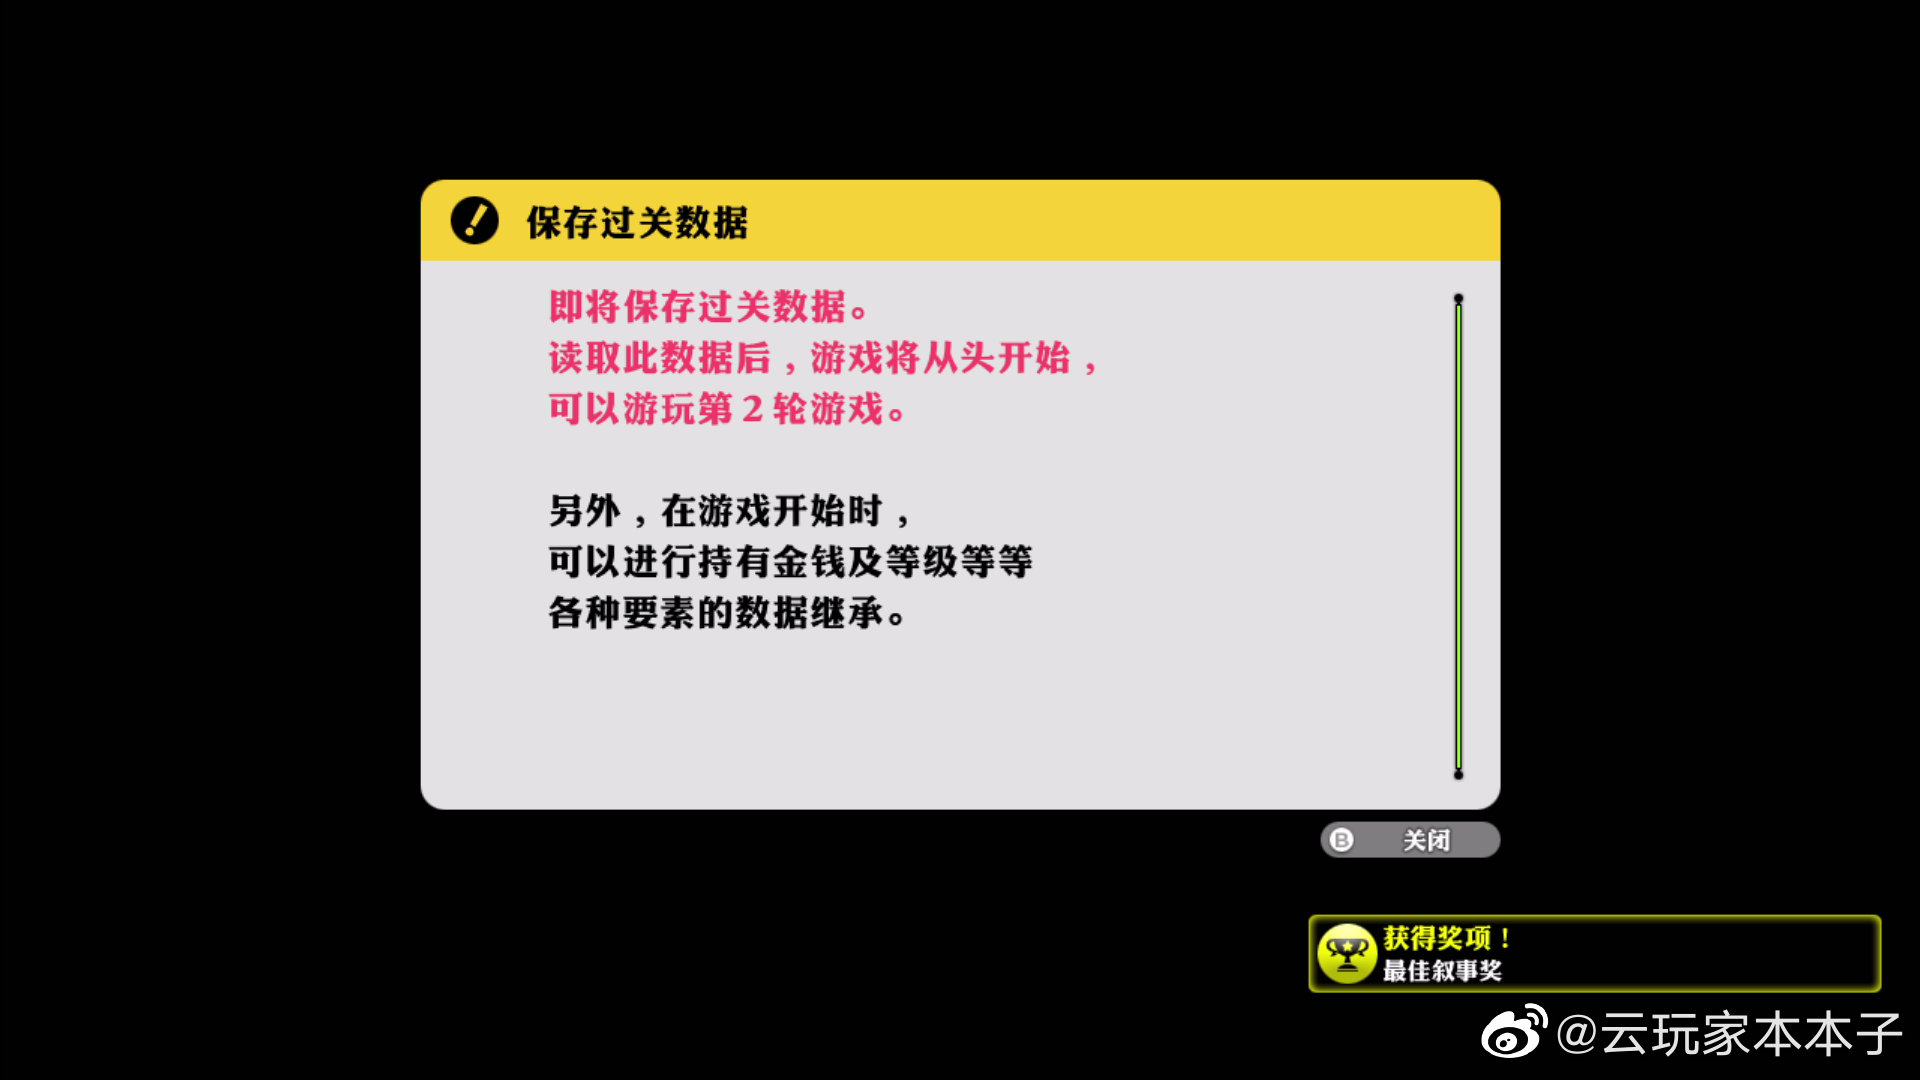 保存过关数据
即将保存过关数据。
读取此数据后，游戏将从头开始，
可以游玩第2轮游戏。
另外，在游戏开始时，
可以进行持有金钱及等级等等
各种要素的数据继承。
B 关闭
获得奖项！
最佳叙事奖
@云玩家本本子